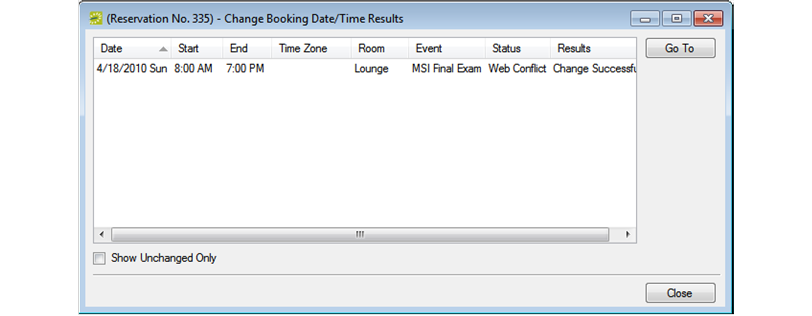 (Reservation No. 335) - Change Booking Date/Time Results
Date Start End Time Zone Room Event Status Results
Go To
4/18/2010 Sun 8:00 AM 7:00 PM Lounge MSI Final Exam Web Conflict Change Successfu
Show Unchanged Only
Close